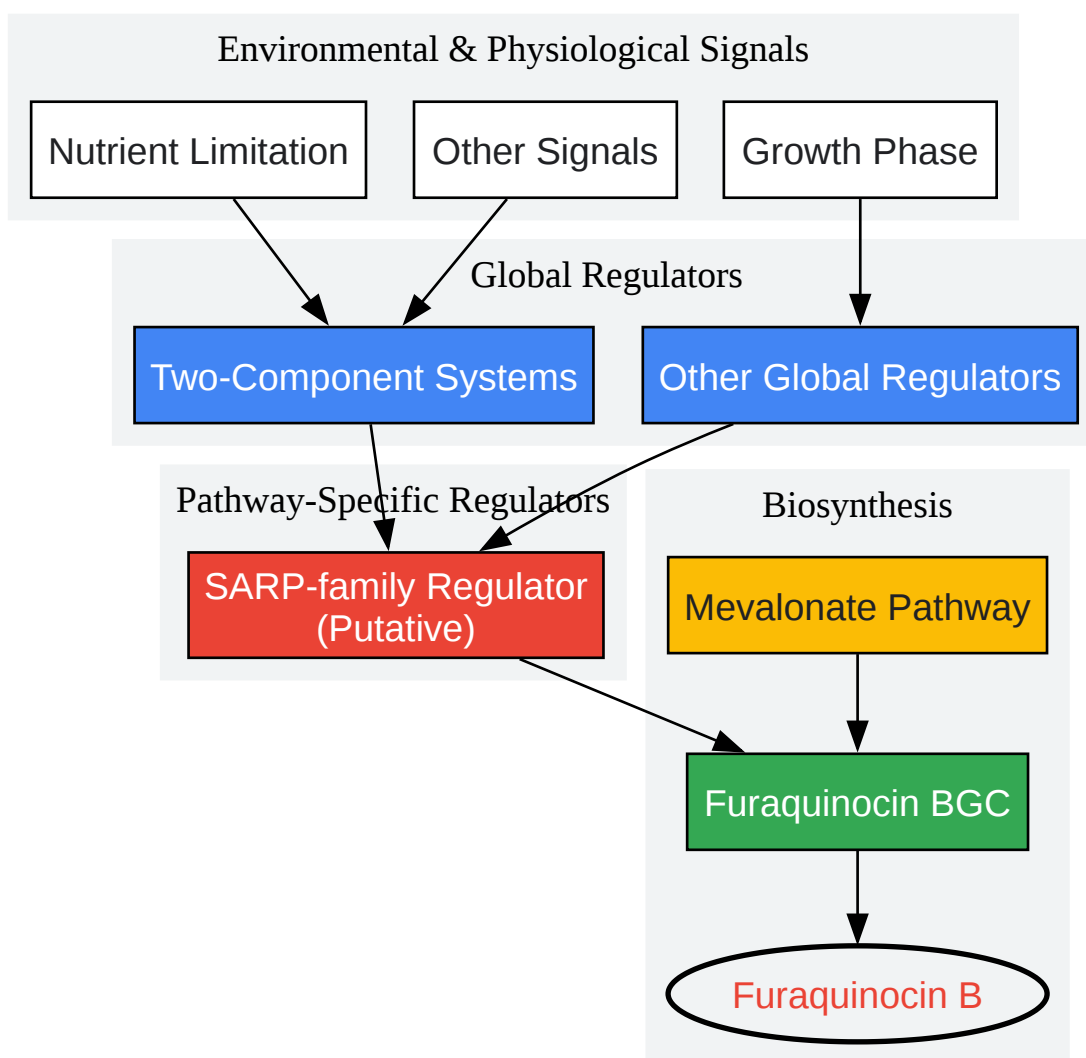 Environmental & Physiological Signals
Nutrient Limitation
Other Signals
Growth Phase
Global Regulators
Two-Component Systems
Other Global Regulators
Pathway-Specific Regulators
Biosynthesis
SARP-family Regulator
(Putative)
Mevalonate Pathway
Furaquinocin BGC
Furaquinocin B